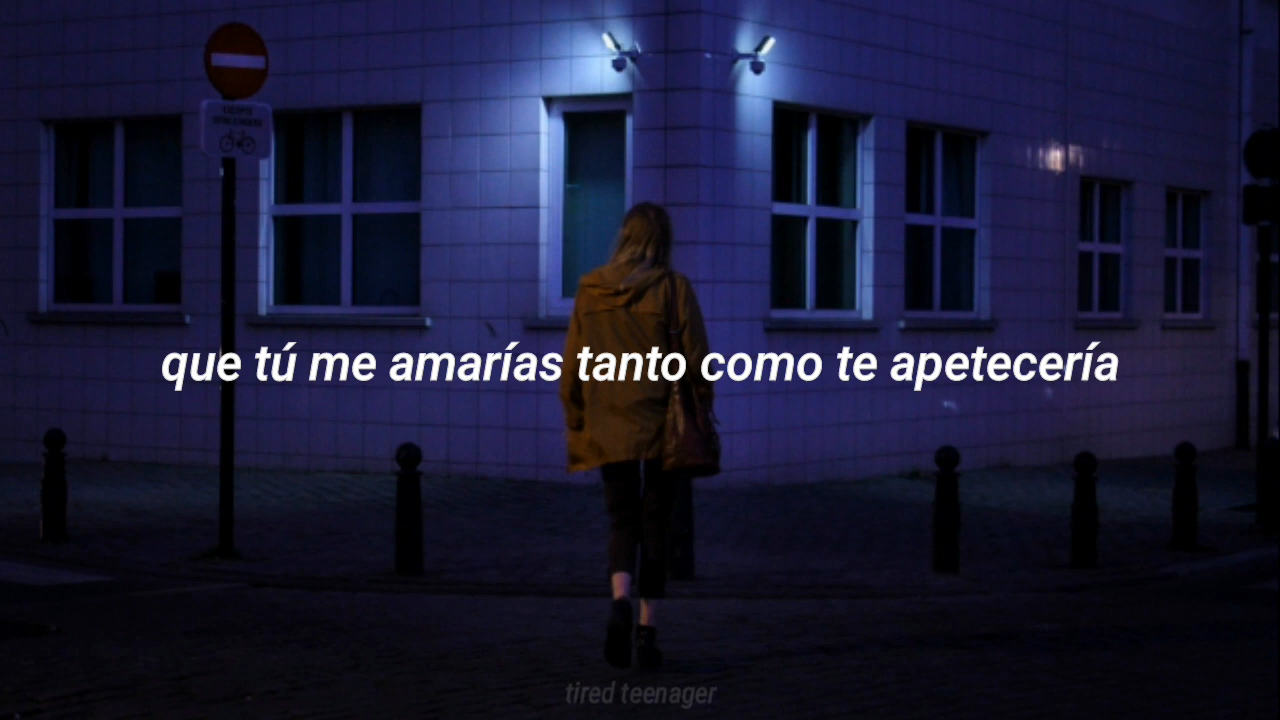 que tú me amarías tanto como te apetecería
tired teenager